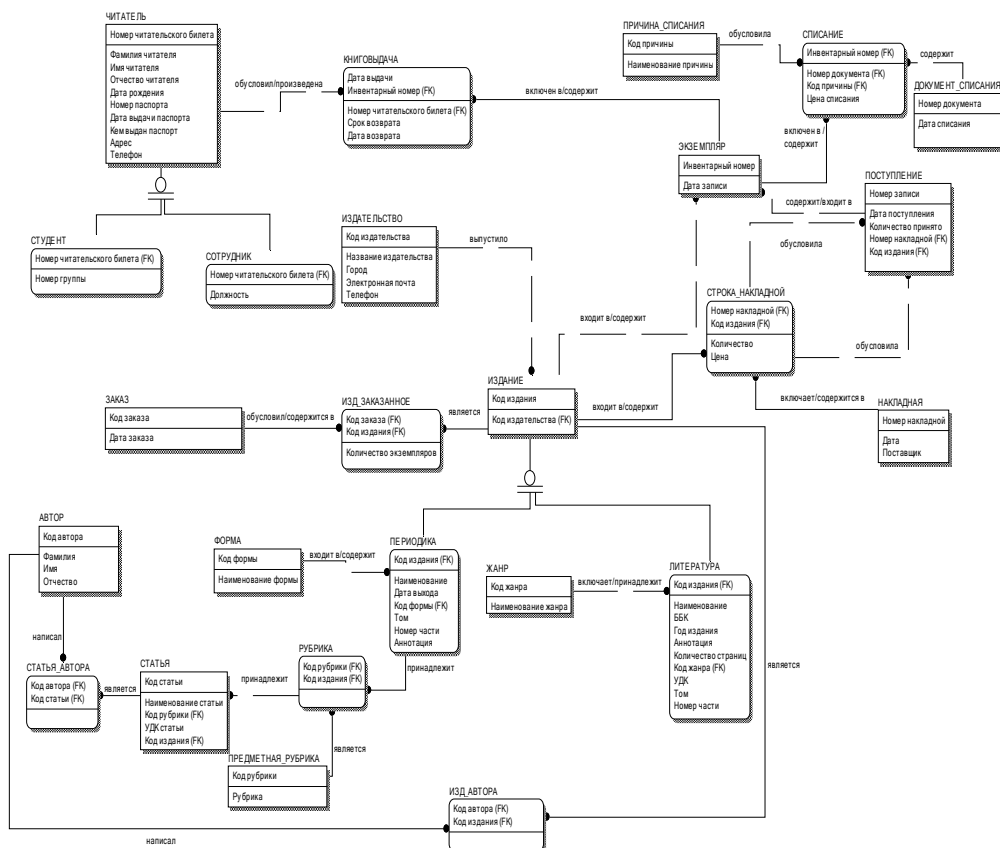 ЧИТАТЕЛЬ
Номер читательского билета
Фамилия читателя
Имя читателя
Отчество читателя
Дата рождения
Номер паспорта
Дата выдачи паспорта
Кем выдан паспорт
Адрес
Телефон
обусловил/произведена
КНИГОВЫДАЧА
Дата выдачи
Инвентарный номер (FK)
Номер читательского билета (FK)
Срок возврата
Дата возврата
включен в/содержит
ПРИЧИНА_СПИСАНИЯ
Код причины
Наименование причины
обусловила
СПИСАНИЕ
Инвентарный номер (FK)
Номер документа (FK)
Код причины (FK)
Цена списания
содержит
ДОКУМЕНТ_СПИСАНИЯ
Номер документа
Дата списания
включен в /
содержит
ЭКЗЕМПЛЯР
Инвентарный номер
Дата записи
содержит/входит в
ПОСТУПЛЕНИЕ
Номер записи
Дата поступления
Количество принято
Номер накладной (FK)
Код издания (FK)
обусловила
СТУДЕНТ
Номер читательского билета (FK)
Номер группы
СОТРУДНИК
Номер читательского билета (FK)
Должность
ИЗДАТЕЛЬСТВО
Код издательства
Название издательства
Город
Электронная почта
Телефон
выпустило
входит в/содержит
СТРОКА_НАКЛАДНОЙ
Номер накладной (FK)
Код издания (FK)
Количество
Цена
обусловила
включает/содержится в
НАКЛАДНАЯ
Номер накладной
Дата
Поставщик
ЗАКАЗ
Код заказа
Дата заказа
обусловил/содержится в
ИЗД_ЗАКАЗАННОЕ
Код заказа (FK)
Код издания (FK)
Количество экземпляров
является
ИЗДАНИЕ
Код издания
Код издательства (FK)
входит в/содержит
АВТОР
Код автора
Фамилия
Имя
Отчество
ФОРМА
Код формы
Наименование формы
входит в/содержит
ПЕРИОДИКА
Код издания (FK)
Наименование
Дата выхода
Код формы (FK)
Том
Номер части
Аннотация
ЖАНР
Код жанра
Наименование жанра
включает/принадлежит
ЛИТЕРАТУРА
Код издания (FK)
Наименование
ББК
Год издания
Аннотация
Количество страниц
Код жанра (FK)
УДК
Том
Номер части
является
написал
СТАТЬЯ_АВТОРА
Код автора (FK)
Код статьи (FK)
является
СТАТЬЯ
Код статьи
Наименование статьи
Код рубрики (FK)
УДК статьи
Код издания (FK)
принадлежит
РУБРИКА
Код рубрики (FK)
Код издания (FK)
принадлежит
является
ПРЕДМЕТНАЯ_РУБРИКА
Код рубрики
Рубрика
ИЗД_АВТОРА
Код автора (FK)
Код издания (FK)
написал